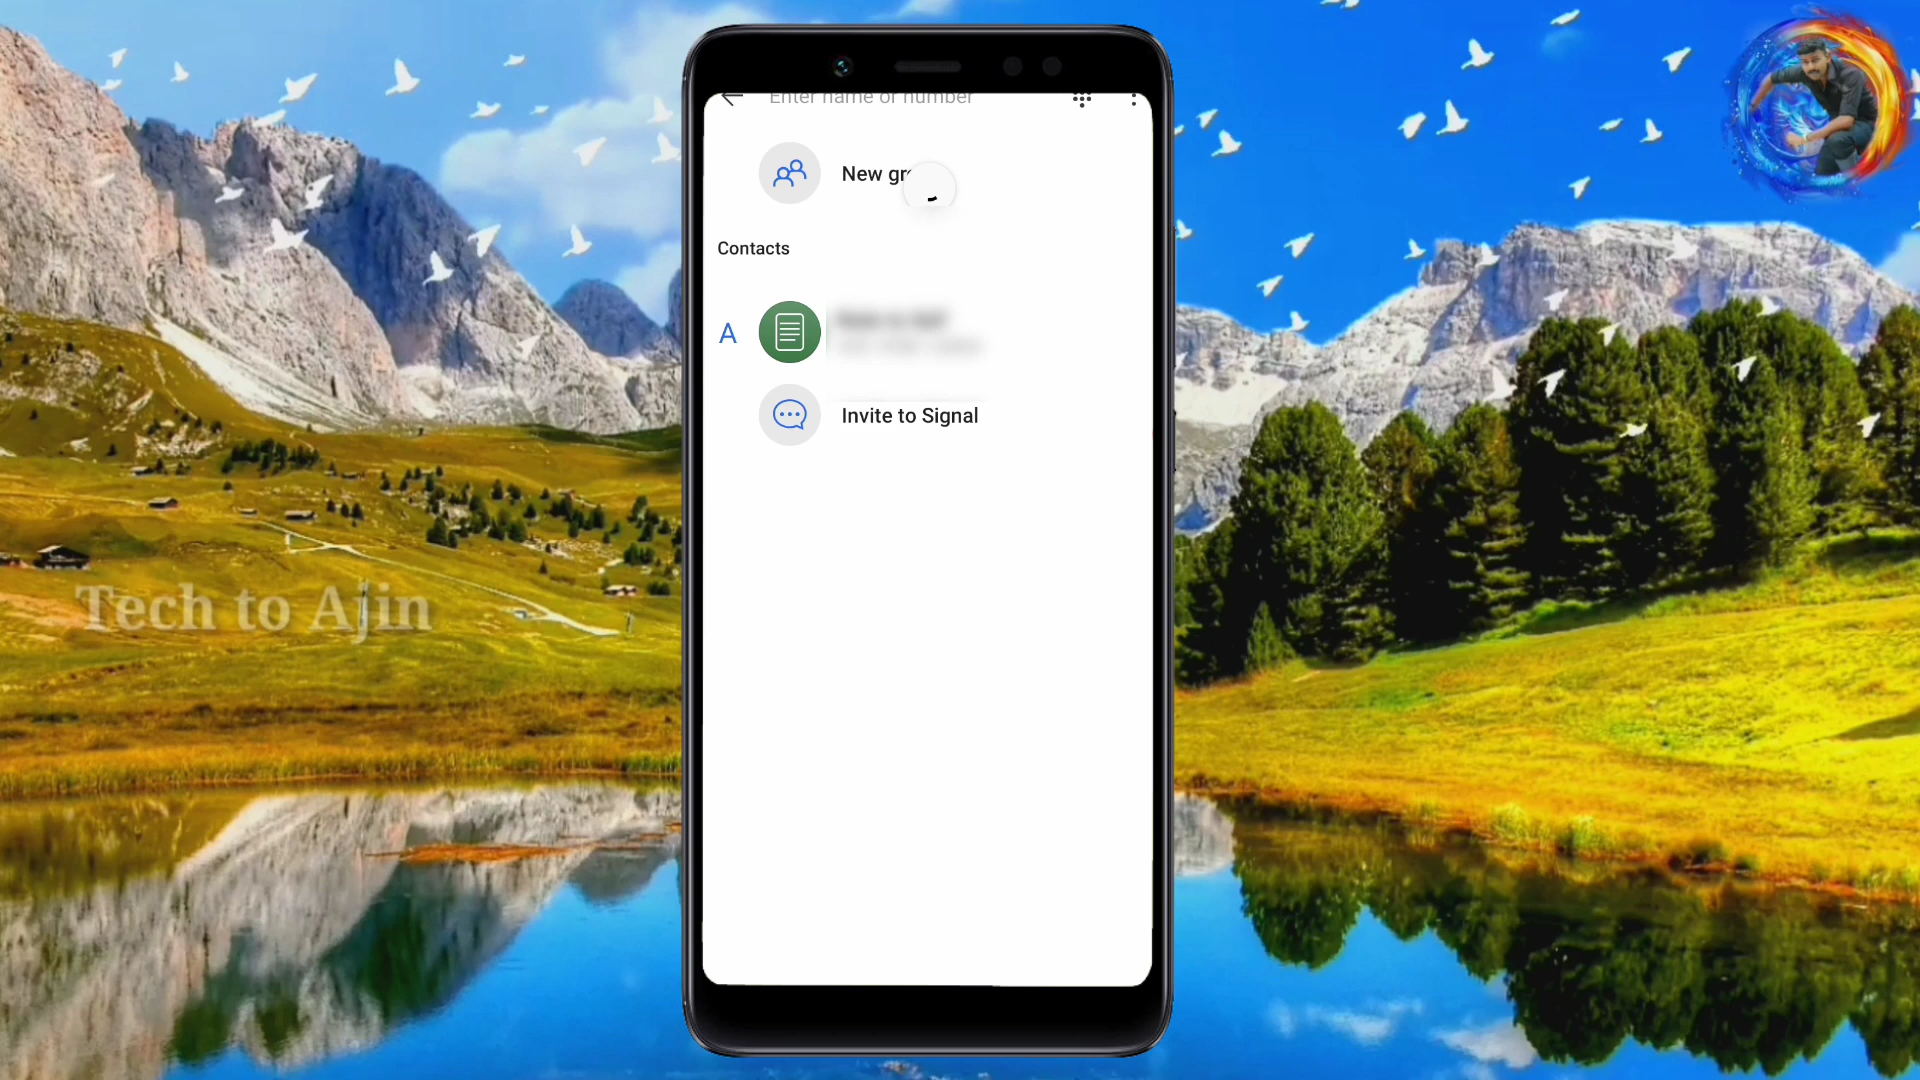 Enter name or number
New gr
Contacts
A
Invite to Signal
Tech to Ajin